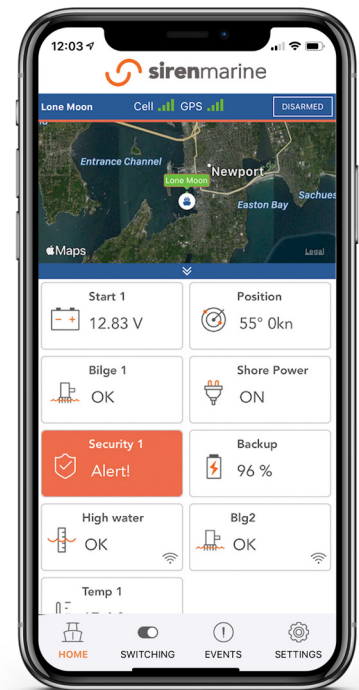 12:03
sirenmarine
Lone Moon Cell GPS DISARMED
Entrance Channel
Newport
Lone Moon
Easton Bay
Sachues
Maps
Legal
Start 1
12.83 V
Position
55° 0kn
Bilge 1
OK
Shore Power
ON
Security 1
Alert!
Backup
96 %
High water
OK
Blg2
OK
Temp 1
HOME SWITCHING EVENTS SETTINGS